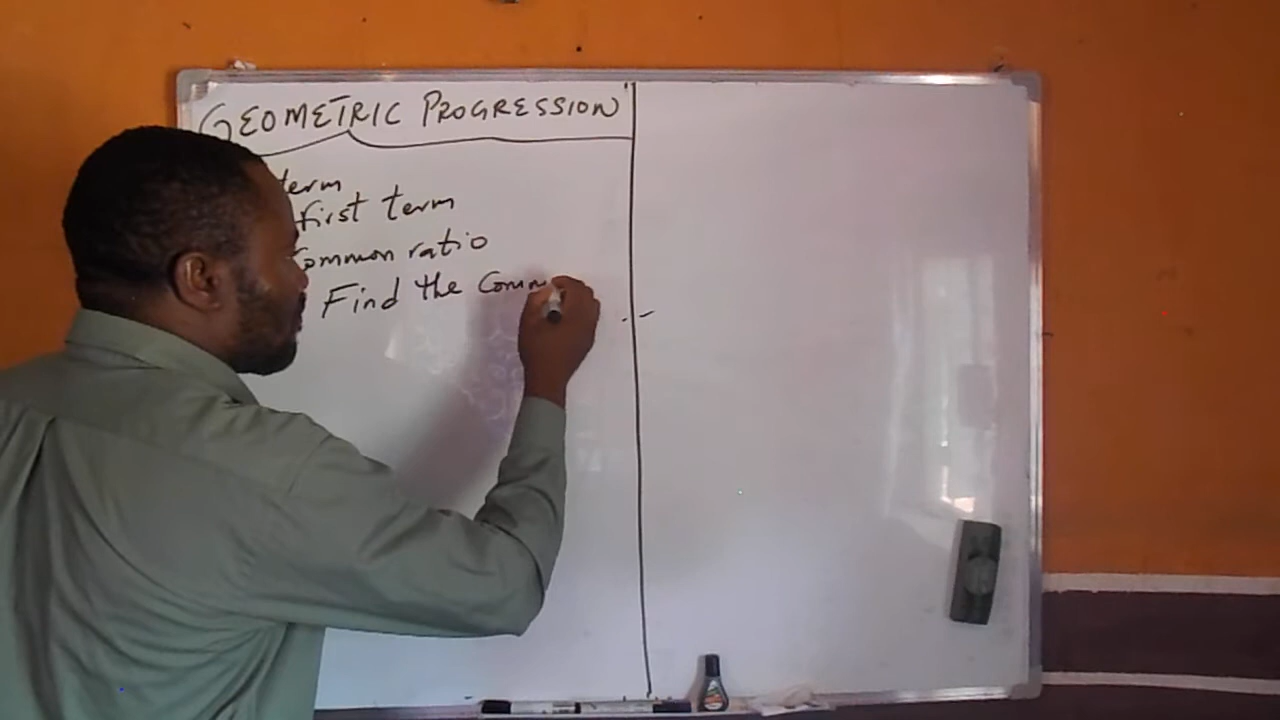 GEOMETRIC PROGRESSION
term
first term
common ratio
Find the Comm